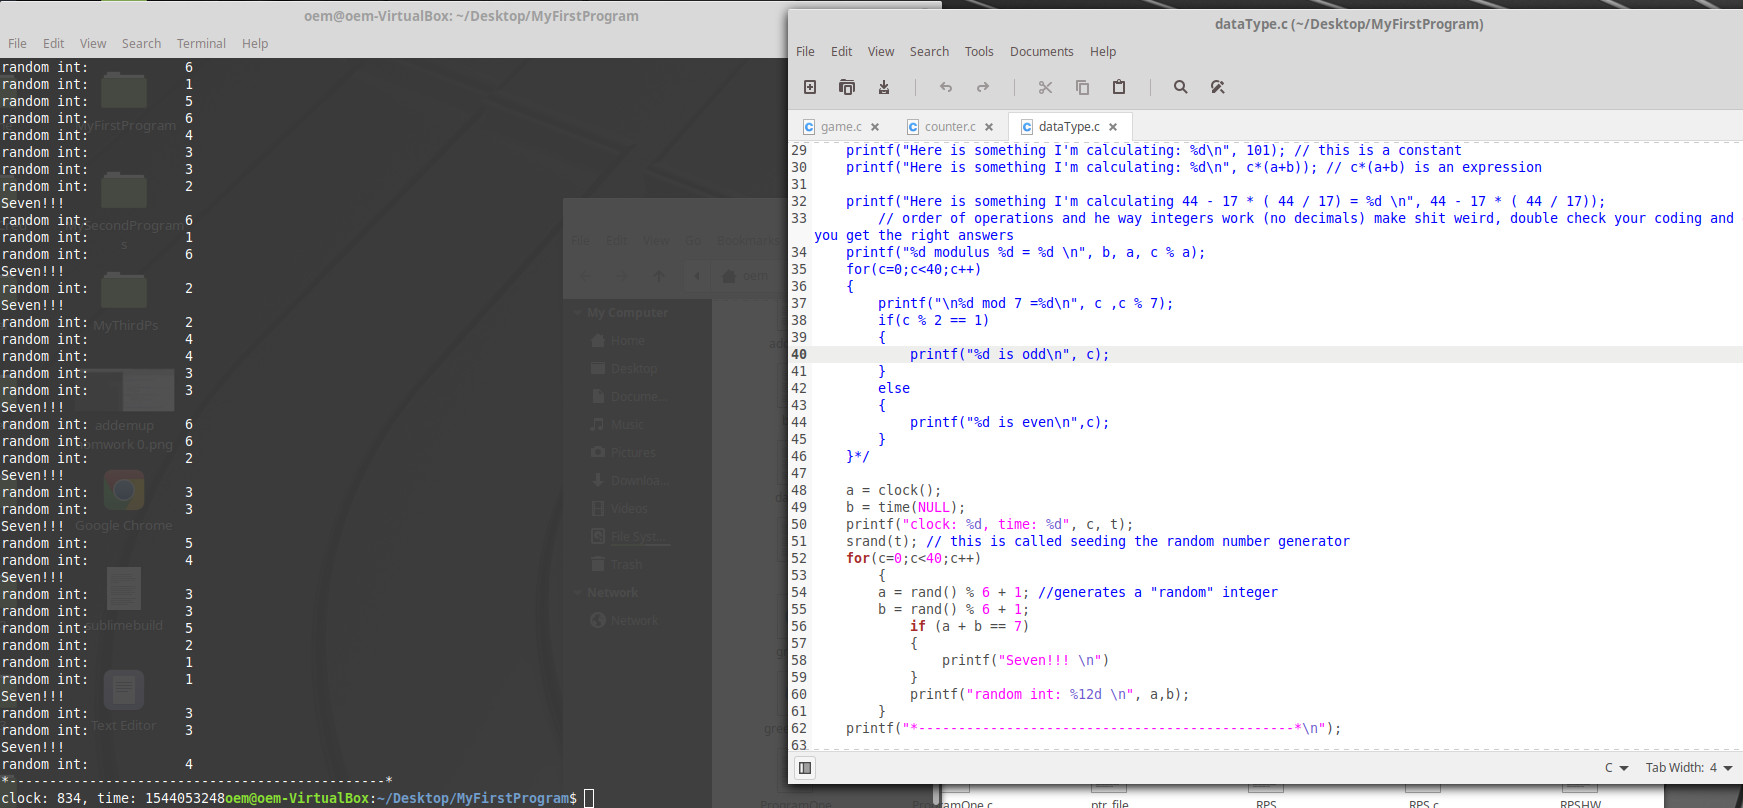 oem@oem-VirtualBox: ~/Desktop/MyFirstProgram
File Edit View Search Terminal Help
random int: 6
random int: 1
random int: 5
random int: 6
random int: 4
random int: 3
random int: 3
random int: 2
Seven!!!
random int: 6
random int: 1
random int: 6
Seven!!!
random int: 2
Seven!!!
random int: 2
random int: 4
random int: 4
random int: 3
random int: 3
Seven!!!
random int: 6
random int: 6
random int: 2
Seven!!!
random int: 3
random int: 3
Seven!!!
random int: 5
random int: 4
Seven!!!
random int: 3
random int: 3
random int: 5
random int: 2
random int: 1
random int: 1
Seven!!!
random int: 3
random int: 3
Seven!!!
random int: 4
*-----------------------------------------------*
clock: 834, time: 1544053248oem@oem-VirtualBox:~/Desktop/MyFirstProgram$
MyFirstProgram
MySecondProgram
s
MyThirdPs
addemup
omwork 0.png
Google Chrome
sublimebuild
Text Editor
File Edit View Go Bookmarks
oem
My Computer
Home
Desktop
Docume...
Music
Pictures
Downloa...
Videos
File Syst...
Trash
Network
Network
dataType.c (~/Desktop/MyFirstProgram)
File Edit View Search Tools Documents Help
game.c counter.c dataType.c
29 printf("Here is something I'm calculating: %d\n", 101); // this is a constant
30 printf("Here is something I'm calculating: %d\n", c*(a+b)); // c*(a+b) is an expression
31
32 printf("Here is something I'm calculating 44 - 17 * ( 44 / 17) = %d \n", 44 - 17 * ( 44 / 17));
33 // order of operations and he way integers work (no decimals) make shit weird, double check your coding and
you get the right answers
34 printf("%d modulus %d = %d \n", b, a, c % a);
35 for(c=0;c<40;c++)
36 {
37 printf("\n%d mod 7 =%d\n", c ,c % 7);
38 if(c % 2 == 1)
39 {
40 printf("%d is odd\n", c);
41 }
42 else
43 {
44 printf("%d is even\n",c);
45 }
46 }*/
47
48 a = clock();
49 b = time(NULL);
50 printf("clock: %d, time: %d", c, t);
51 srand(t); // this is called seeding the random number generator
52 for(c=0;c<40;c++)
53 {
54 a = rand() % 6 + 1; //generates a "random" integer
55 b = rand() % 6 + 1;
56 if (a + b == 7)
57 {
58 printf("Seven!!! \n")
59 }
60 printf("random int: %12d \n", a,b);
61 }
62 printf("*-----------------------------------------------*\n");
63
C Tab Width: 4
ProgramOne ProgramOne.c ptr_file RPS RPS.c RPSHW